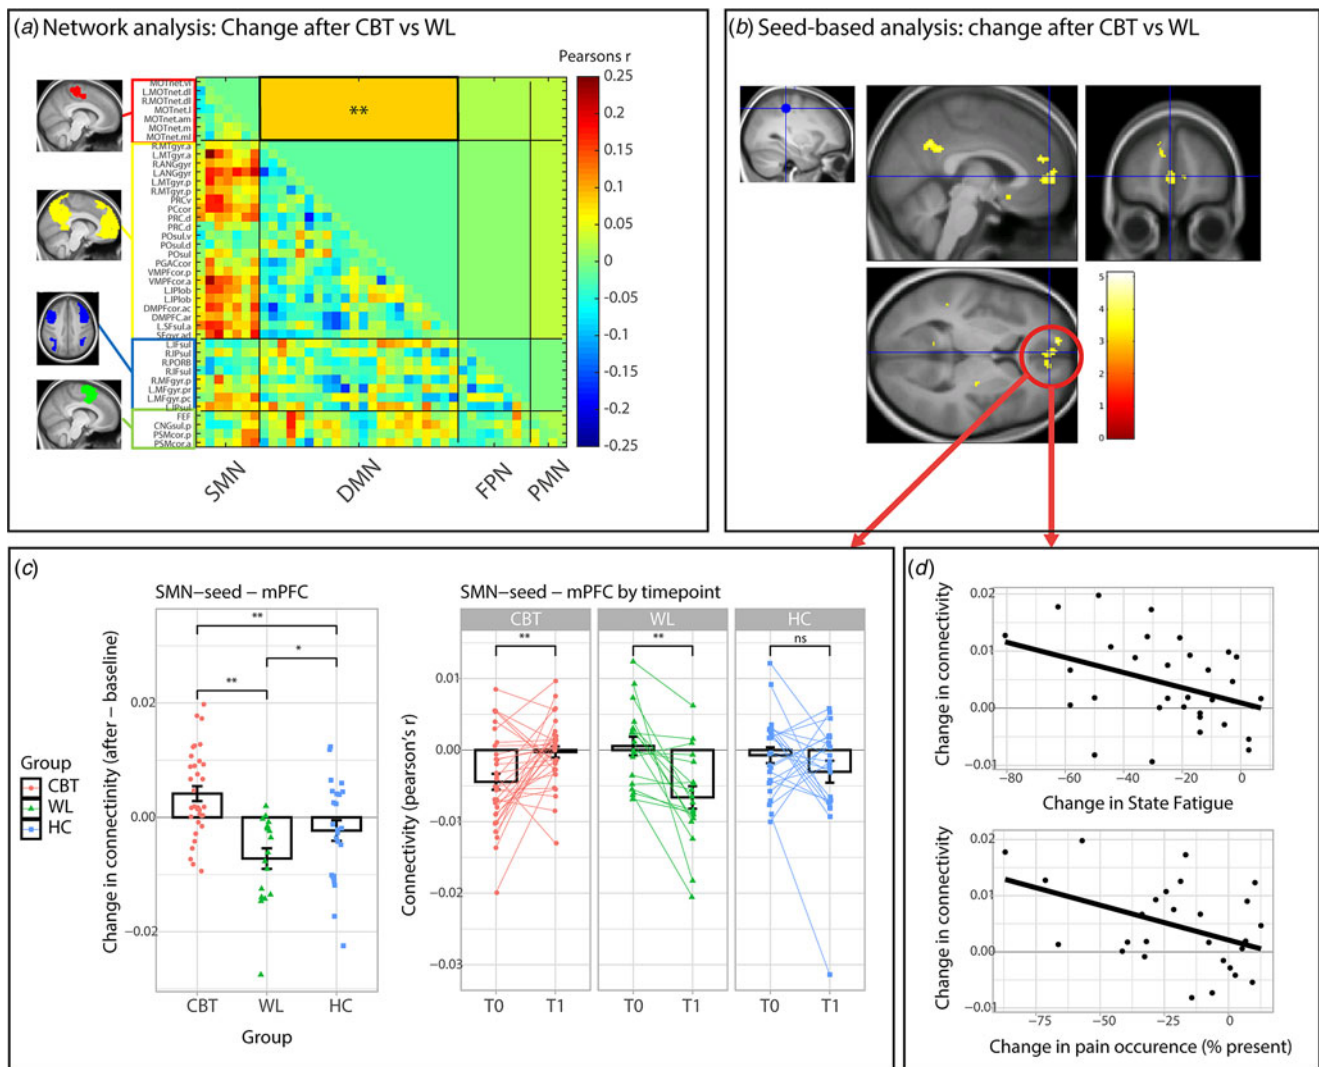 (a) Network analysis: Change after CBT vs WL
Pearsons r
MOTnet.vl
L.MOTnet.dl
R.MOTnet.dl
MOTnet.l
MOTnet.am
MOTnet.m
MOTnet.ml
R.MTgyr.a
L.MTgyr.a
R.ANGgyr
L.ANGgyr
L.MTgyr.p
R.MTgyr.p
PRCv
PCcor
PRC.d
PRC.d
POsul.v
POsul.d
POsul
PGACcor
VMPFcor.p
VMPFcor.a
L.IPlob
L.IPlob
DMPFcor.ac
DMPFC.ar
L.SFsul.a
SFgyr.ad
L.IFsul
R.IPsul
R.PORB
R.IFsul
R.MFgyr.p
L.MFgyr.pr
L.MFgyr.pc
L.IPsul
FEF
CNGsul.p
PSMcor.p
PSMcor.a
**
0.25
0.2
0.15
0.1
0.05
0
-0.05
-0.1
-0.15
-0.2
-0.25
SMN
DMN
FPN
PMN
(b) Seed-based analysis: change after CBT vs WL
5
4
3
2
1
0
(c)
SMN–seed – mPFC
Change in connectivity (after – baseline)
0.02
0.00
−0.02
**
*
**
CBT
WL
HC
Group
Group
CBT
WL
HC
SMN–seed – mPFC by timepoint
CBT
WL
HC
**
**
ns
Connectivity (pearson's r)
0.01
0.00
−0.01
−0.02
−0.03
T0
T1
T0
T1
T0
T1
(d)
Change in connectivity
0.02
0.01
0.00
−0.01
−80
−60
−40
−20
0
Change in State Fatigue
Change in connectivity
0.02
0.01
0.00
−0.01
−75
−50
−25
0
Change in pain occurence (% present)